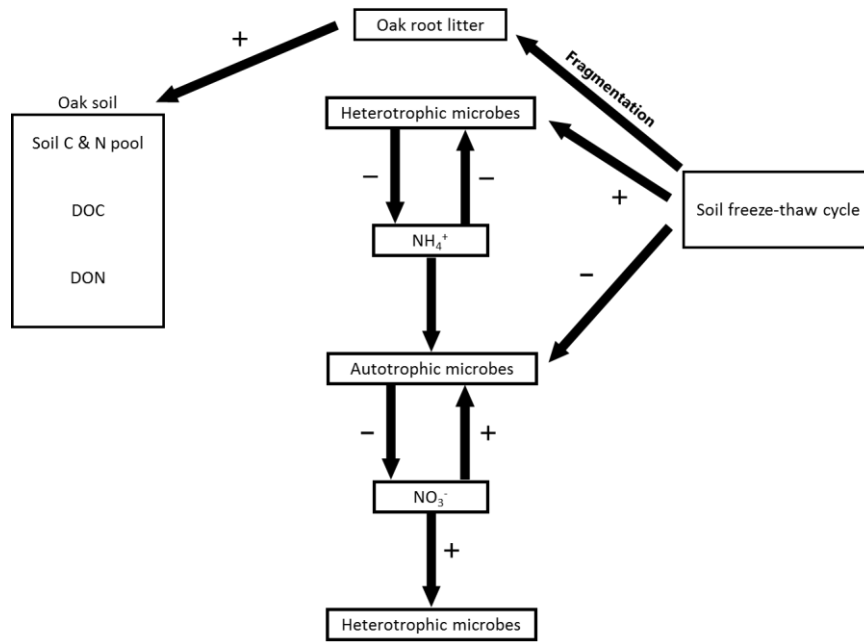 Oak root litter
+
Fragmentation
Oak soil
Soil C & N pool
DOC
DON
Heterotrophic microbes
−
−
+
NH₄⁺
Soil freeze-thaw cycle
−
Autotrophic microbes
−
+
NO₃⁻
+
Heterotrophic microbes